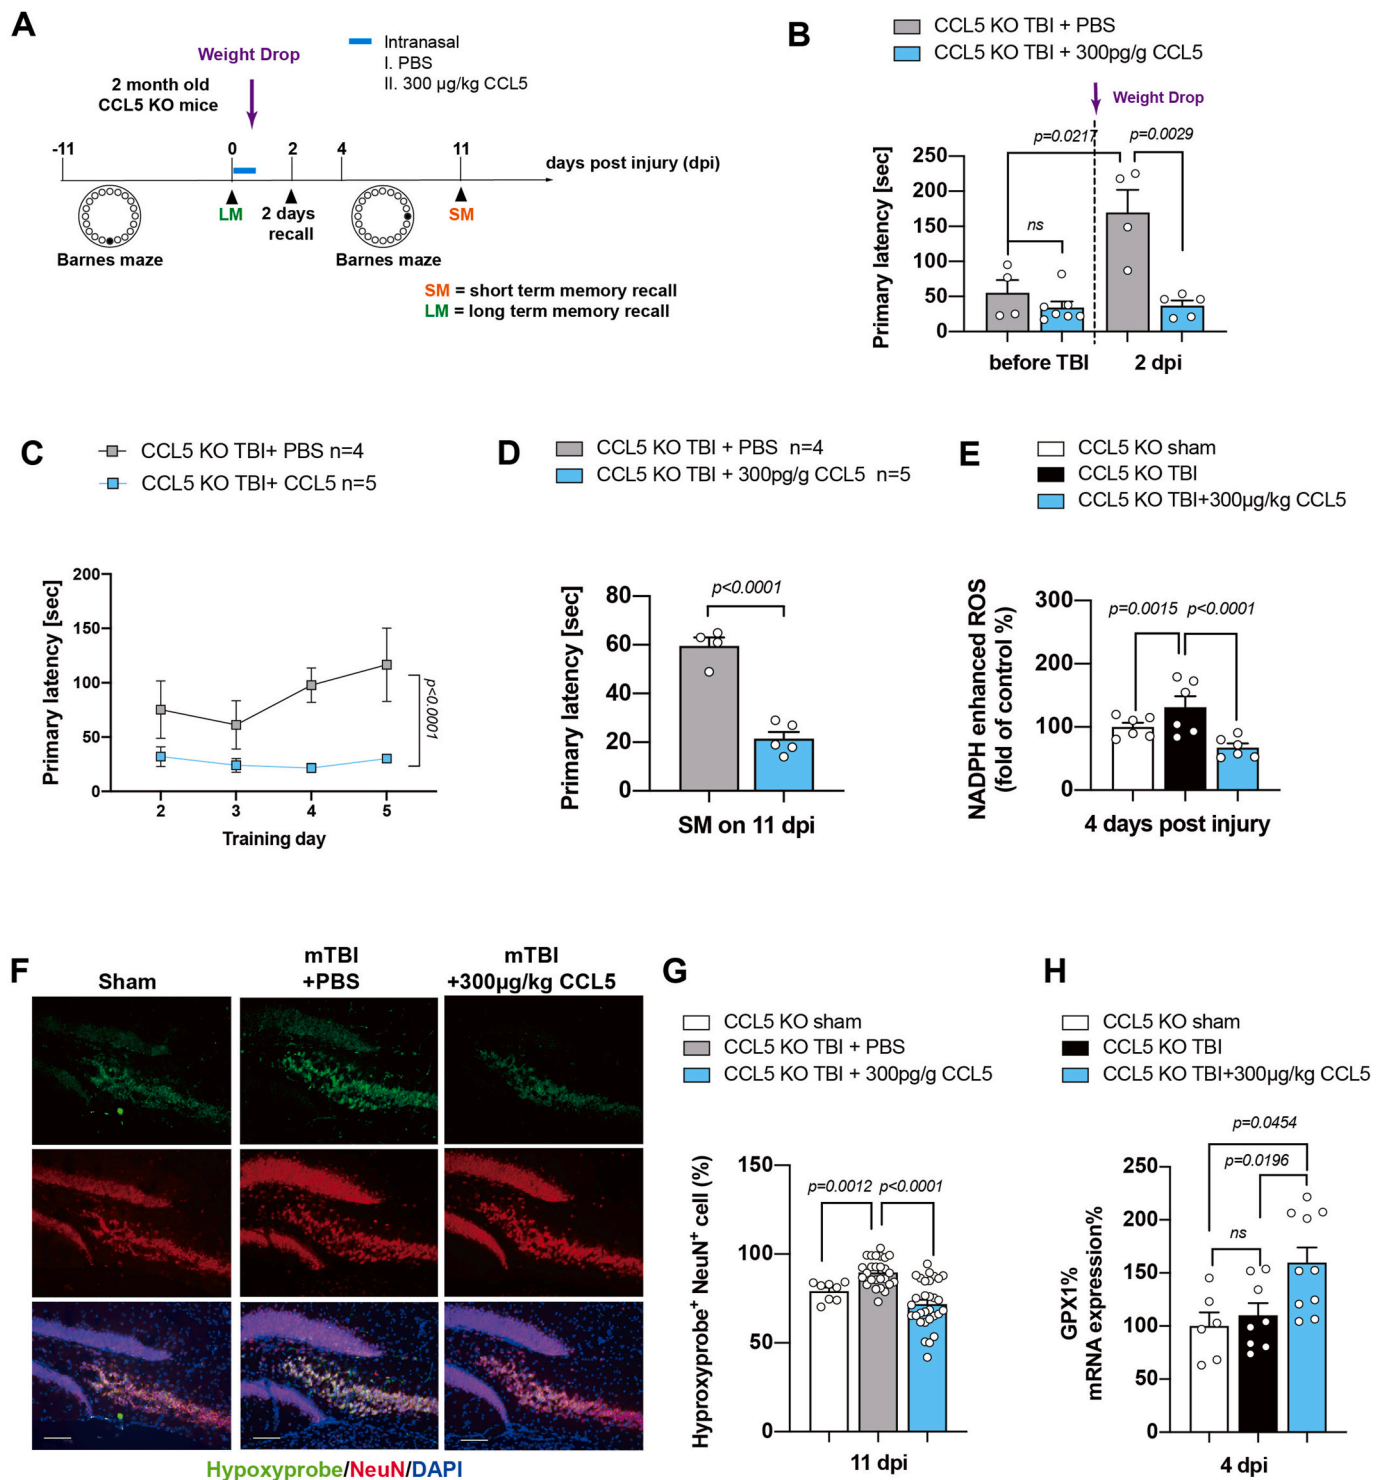 A
Weight Drop
Intranasal
I. PBS
II. 300 µg/kg CCL5
2 month old
CCL5 KO mice
-11
0
2
4
11
days post injury (dpi)
LM
2 days
recall
SM
Barnes maze
Barnes maze
SM = short term memory recall
LM = long term memory recall
B
CCL5 KO TBI + PBS
CCL5 KO TBI + 300pg/g CCL5
Weight Drop
p=0.0217
p=0.0029
ns
Primary latency [sec]
250
200
150
100
50
0
before TBI
2 dpi
C
CCL5 KO TBI+ PBS n=4
CCL5 KO TBI+ CCL5 n=5
Primary latency [sec]
200
150
100
50
0
p<0.0001
2
3
4
5
Training day
D
CCL5 KO TBI + PBS n=4
CCL5 KO TBI + 300pg/g CCL5 n=5
p<0.0001
Primary latency [sec]
80
60
40
20
0
SM on 11 dpi
E
CCL5 KO sham
CCL5 KO TBI
CCL5 KO TBI+300µg/kg CCL5
NADPH enhanced ROS
(fold of control %)
300
200
100
0
p=0.0015
p<0.0001
4 days post injury
F
Sham
mTBI
+PBS
mTBI
+300µg/kg CCL5
Hypoxyprobe/NeuN/DAPI
G
CCL5 KO sham
CCL5 KO TBI + PBS
CCL5 KO TBI + 300pg/g CCL5
Hyproxyprobe+ NeuN+ cell (%)
150
100
50
0
p=0.0012
p<0.0001
11 dpi
H
CCL5 KO sham
CCL5 KO TBI
CCL5 KO TBI+300µg/kg CCL5
p=0.0454
p=0.0196
ns
GPX1%
mRNA expression%
250
200
150
100
50
0
4 dpi